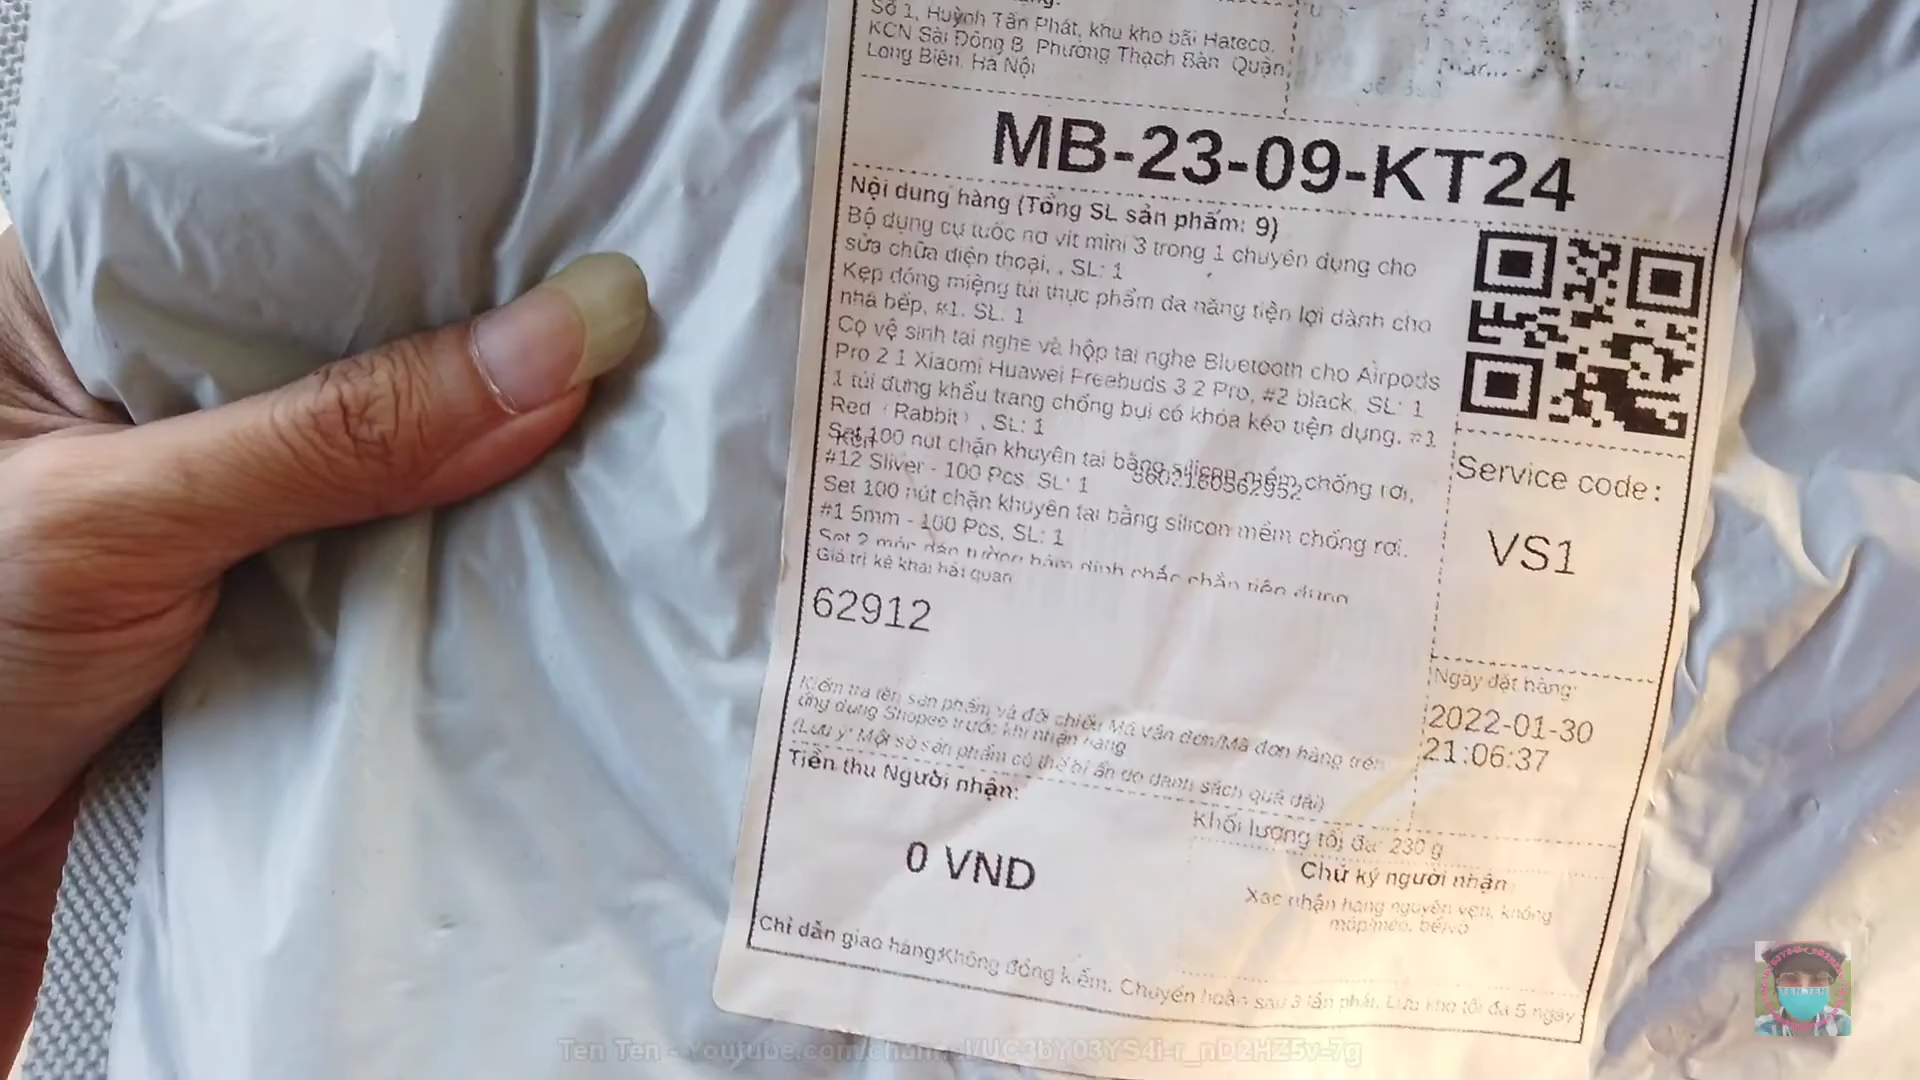 Số 1, Huỳnh Tấn Phát, khu kho bãi Hateco,
KCN Sài Đồng B, Phường Thạch Bàn Quận
Long Biên, Hà Nội
MB-23-09-KT24
Nội dung hàng (Tổng SL sản phẩm: 9)
Bộ dụng cụ tuốc nơ vít mini 3 trong 1 chuyên dụng cho
sửa chữa điện thoại, , SL: 1
Kẹp đóng miệng túi thực phẩm đa năng tiện lợi dành cho
nhà bếp, #1, SL: 1
Cọ vệ sinh tai nghe và hộp tai nghe Bluetooth cho Airpods
Pro 2 1 Xiaomi Huawei Freebuds 3 2 Pro, #2 black, SL: 1
1 túi đựng khẩu trang chống bụi có khóa kéo tiện dụng, #1
Red (Rabbit), SL: 1
Set 100 nút chặn khuyên tai bằng silicon mềm chống rơi,
#12 Sliver - 100 Pcs, SL: 1
Set 100 nút chặn khuyên tai bằng silicon mềm chống rơi,
#1 5mm - 100 Pcs, SL: 1
Set 2 móc dán tường bám dính chắc chắn tiện dụng
Giá trị kê khai hải quan
62912
Service code:
VS1
Ngày đặt hàng:
2022-01-30
21:06:37
Kiểm tra tên sản phẩm và đối chiếu Mã vận đơn/Mã đơn hàng trên
ứng dụng Shopee trước khi nhận hàng
(Lưu ý: Một số sản phẩm có thể bị ẩn do danh sách quá dài)
Tiền thu Người nhận:
0 VND
Khối lượng tối đa: 230 g
Chữ ký người nhận
Xác nhận hàng nguyên vẹn, không
móp/méo, bể/vỡ
Chỉ dẫn giao hàng:Không đồng kiểm; Chuyển hoàn sau 3 lần phát; Lưu kho tối đa 5 ngày
TEN TEN
Ten Ten - Youtube.com/channel/UC3bY03YS4i-r_nD2HZ5v-7g